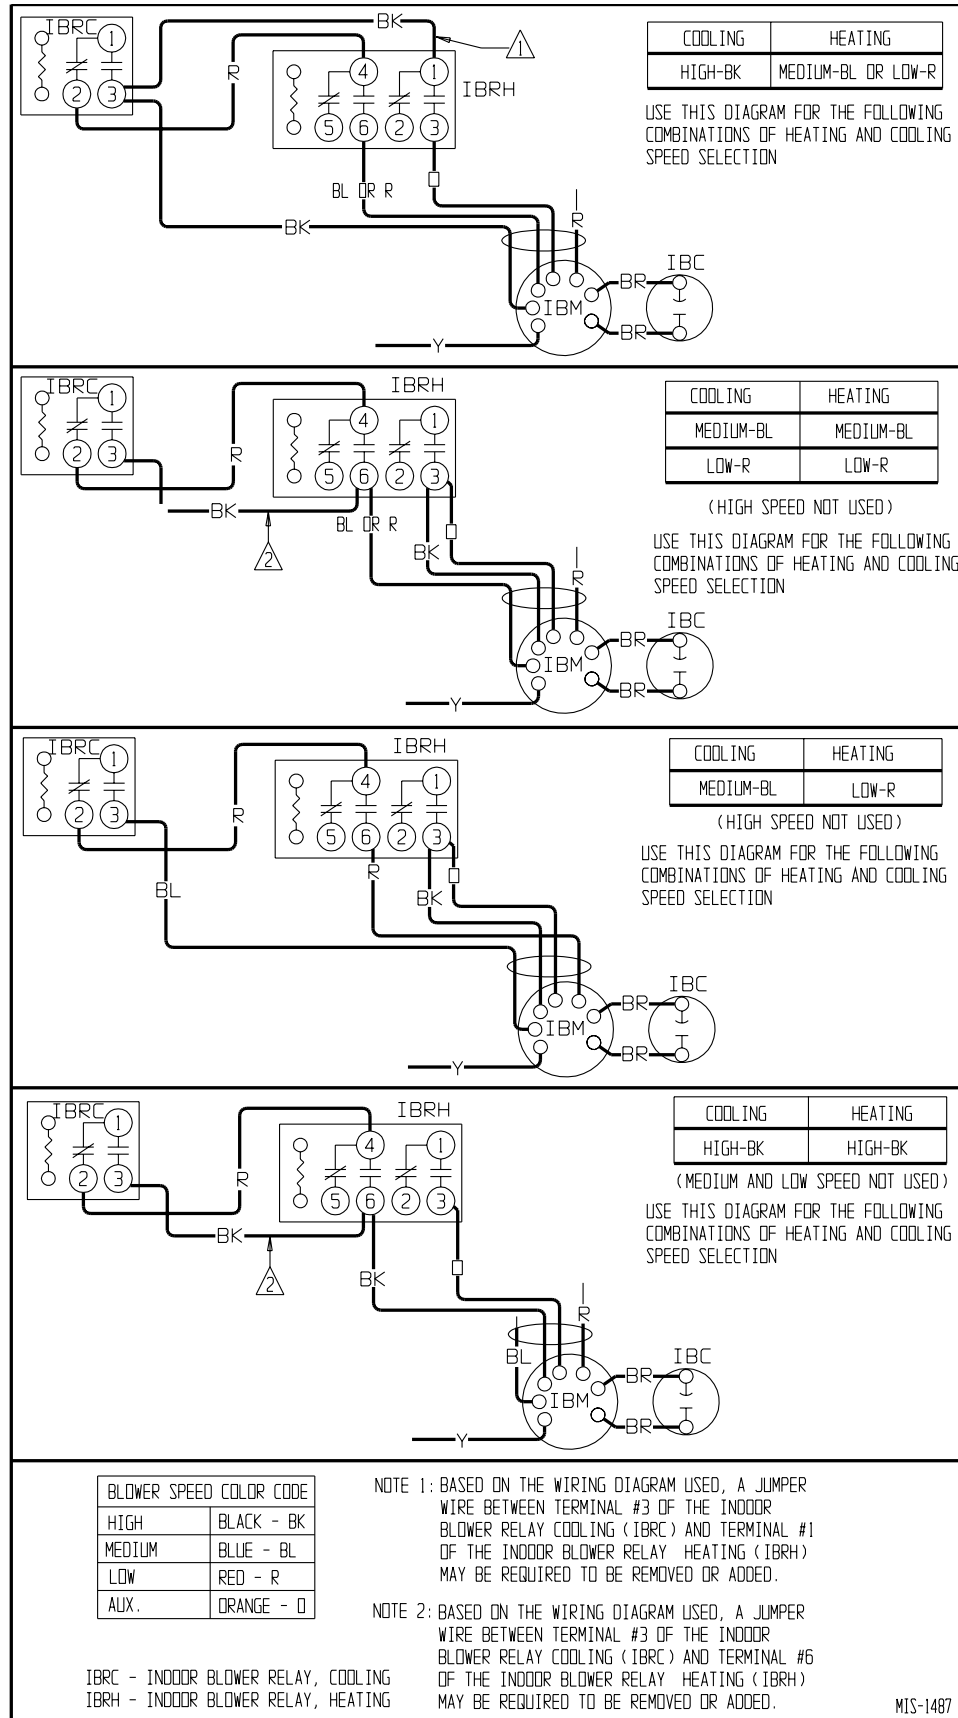 IBRC
1
2
3
BK
R
1
4
1
5
6
2
3
IBRH
BL OR R
O
BK
R
IBM
BR
BR
IBC
Y
COOLING HEATING
HIGH-BK MEDIUM-BL OR LOW-R
USE THIS DIAGRAM FOR THE FOLLOWING
COMBINATIONS OF HEATING AND COOLING
SPEED SELECTION
IBRC
1
2
3
R
IBRH
4
1
5
6
2
3
BK
2
BL OR R
BK
O
R
IBM
BR
BR
IBC
Y
COOLING HEATING
MEDIUM-BL MEDIUM-BL
LOW-R LOW-R
(HIGH SPEED NOT USED)
USE THIS DIAGRAM FOR THE FOLLOWING
COMBINATIONS OF HEATING AND COOLING
SPEED SELECTION
IBRC
1
2
3
R
IBRH
4
1
5
6
2
3
BL
R
BK
O
IBM
BR
BR
IBC
Y
COOLING HEATING
MEDIUM-BL LOW-R
(HIGH SPEED NOT USED)
USE THIS DIAGRAM FOR THE FOLLOWING
COMBINATIONS OF HEATING AND COOLING
SPEED SELECTION
IBRC
1
2
3
R
IBRH
4
1
5
6
2
3
BK
2
BK
O
R
BL
IBM
BR
BR
IBC
Y
COOLING HEATING
HIGH-BK HIGH-BK
(MEDIUM AND LOW SPEED NOT USED)
USE THIS DIAGRAM FOR THE FOLLOWING
COMBINATIONS OF HEATING AND COOLING
SPEED SELECTION
BLOWER SPEED COLOR CODE
HIGH BLACK - BK
MEDIUM BLUE - BL
LOW RED - R
AUX. ORANGE - O
IBRC - INDOOR BLOWER RELAY, COOLING
IBRH - INDOOR BLOWER RELAY, HEATING
NOTE 1: BASED ON THE WIRING DIAGRAM USED, A JUMPER
WIRE BETWEEN TERMINAL #3 OF THE INDOOR
BLOWER RELAY COOLING (IBRC) AND TERMINAL #1
OF THE INDOOR BLOWER RELAY HEATING (IBRH)
MAY BE REQUIRED TO BE REMOVED OR ADDED.
NOTE 2: BASED ON THE WIRING DIAGRAM USED, A JUMPER
WIRE BETWEEN TERMINAL #3 OF THE INDOOR
BLOWER RELAY COOLING (IBRC) AND TERMINAL #6
OF THE INDOOR BLOWER RELAY HEATING (IBRH)
MAY BE REQUIRED TO BE REMOVED OR ADDED.
MIS-1487